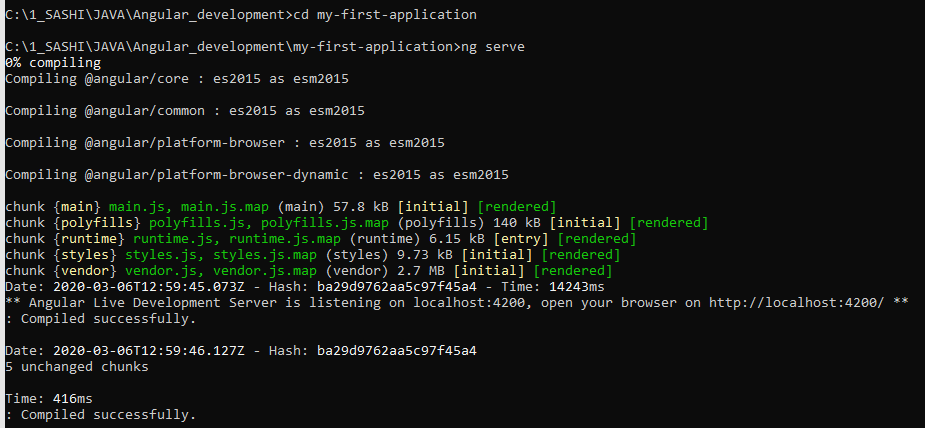 C:\1_SASHI\JAVA\Angular_development>cd my-first-application
C:\1_SASHI\JAVA\Angular_development\my-first-application>ng serve
0% compiling
Compiling @angular/core : es2015 as esm2015
Compiling @angular/common : es2015 as esm2015
Compiling @angular/platform-browser : es2015 as esm2015
Compiling @angular/platform-browser-dynamic : es2015 as esm2015
chunk {main} main.js, main.js.map (main) 57.8 kB [initial] [rendered]
chunk {polyfills} polyfills.js, polyfills.js.map (polyfills) 140 kB [initial] [rendered]
chunk {runtime} runtime.js, runtime.js.map (runtime) 6.15 kB [entry] [rendered]
chunk {styles} styles.js, styles.js.map (styles) 9.73 kB [initial] [rendered]
chunk {vendor} vendor.js, vendor.js.map (vendor) 2.7 MB [initial] [rendered]
Date: 2020-03-06T12:59:45.073Z - Hash: ba29d9762aa5c97f45a4 - Time: 14243ms
** Angular Live Development Server is listening on localhost:4200, open your browser on http://localhost:4200/ **
: Compiled successfully.
Date: 2020-03-06T12:59:46.127Z - Hash: ba29d9762aa5c97f45a4
5 unchanged chunks
Time: 416ms
: Compiled successfully.